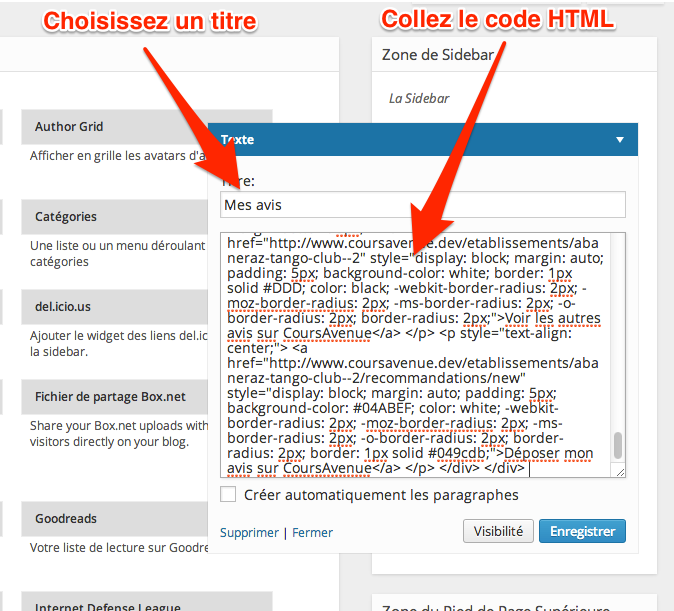 Choisissez un titre
Collez le code HTML
Zone de Sidebar
La Sidebar
Author Grid
Afficher en grille les avatars d'a
Catégories
Une liste ou un menu déroulant
catégories
del.icio.us
Ajouter le widget des liens del.ic
la sidebar.
Fichier de partage Box.net
Share your Box.net uploads with
visitors directly on your blog.
Goodreads
Votre liste de lecture sur Goodre
Internet Defense League
Texte
Titre:
Mes avis
href="http://www.coursavenue.dev/etablissements/aba
neraz-tango-club--2" style="display: block; margin: auto;
padding: 5px; background-color: white; border: 1px
solid #DDD; color: black; -webkit-border-radius: 2px; -
moz-border-radius: 2px; -ms-border-radius: 2px; -o-
border-radius: 2px; border-radius: 2px;">Voir les autres
avis sur CoursAvenue</a> </p> <p style="text-align:
center;"> <a
href="http://www.coursavenue.dev/etablissements/aba
neraz-tango-club--2/recommandations/new"
style="display: block; margin: auto; padding: 5px;
background-color: #04ABEF; color: white; -webkit-
border-radius: 2px; -moz-border-radius: 2px; -ms-
border-radius: 2px; -o-border-radius: 2px; border-
radius: 2px; border: 1px solid #049cdb;">Déposer mon
avis sur CoursAvenue</a> </p> </div> </div>
Créer automatiquement les paragraphes
Supprimer | Fermer
Visibilité
Enregistrer
Zone du Pied de Page Supérieure